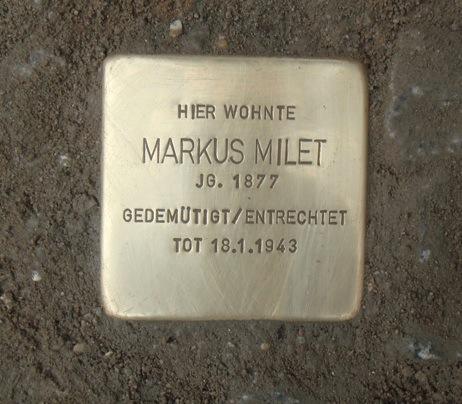 HIER WOHNTE
MARKUS MILET
JG. 1877
GEDEMÜTIGT/ENTRECHTET
TOT 18.1.1943